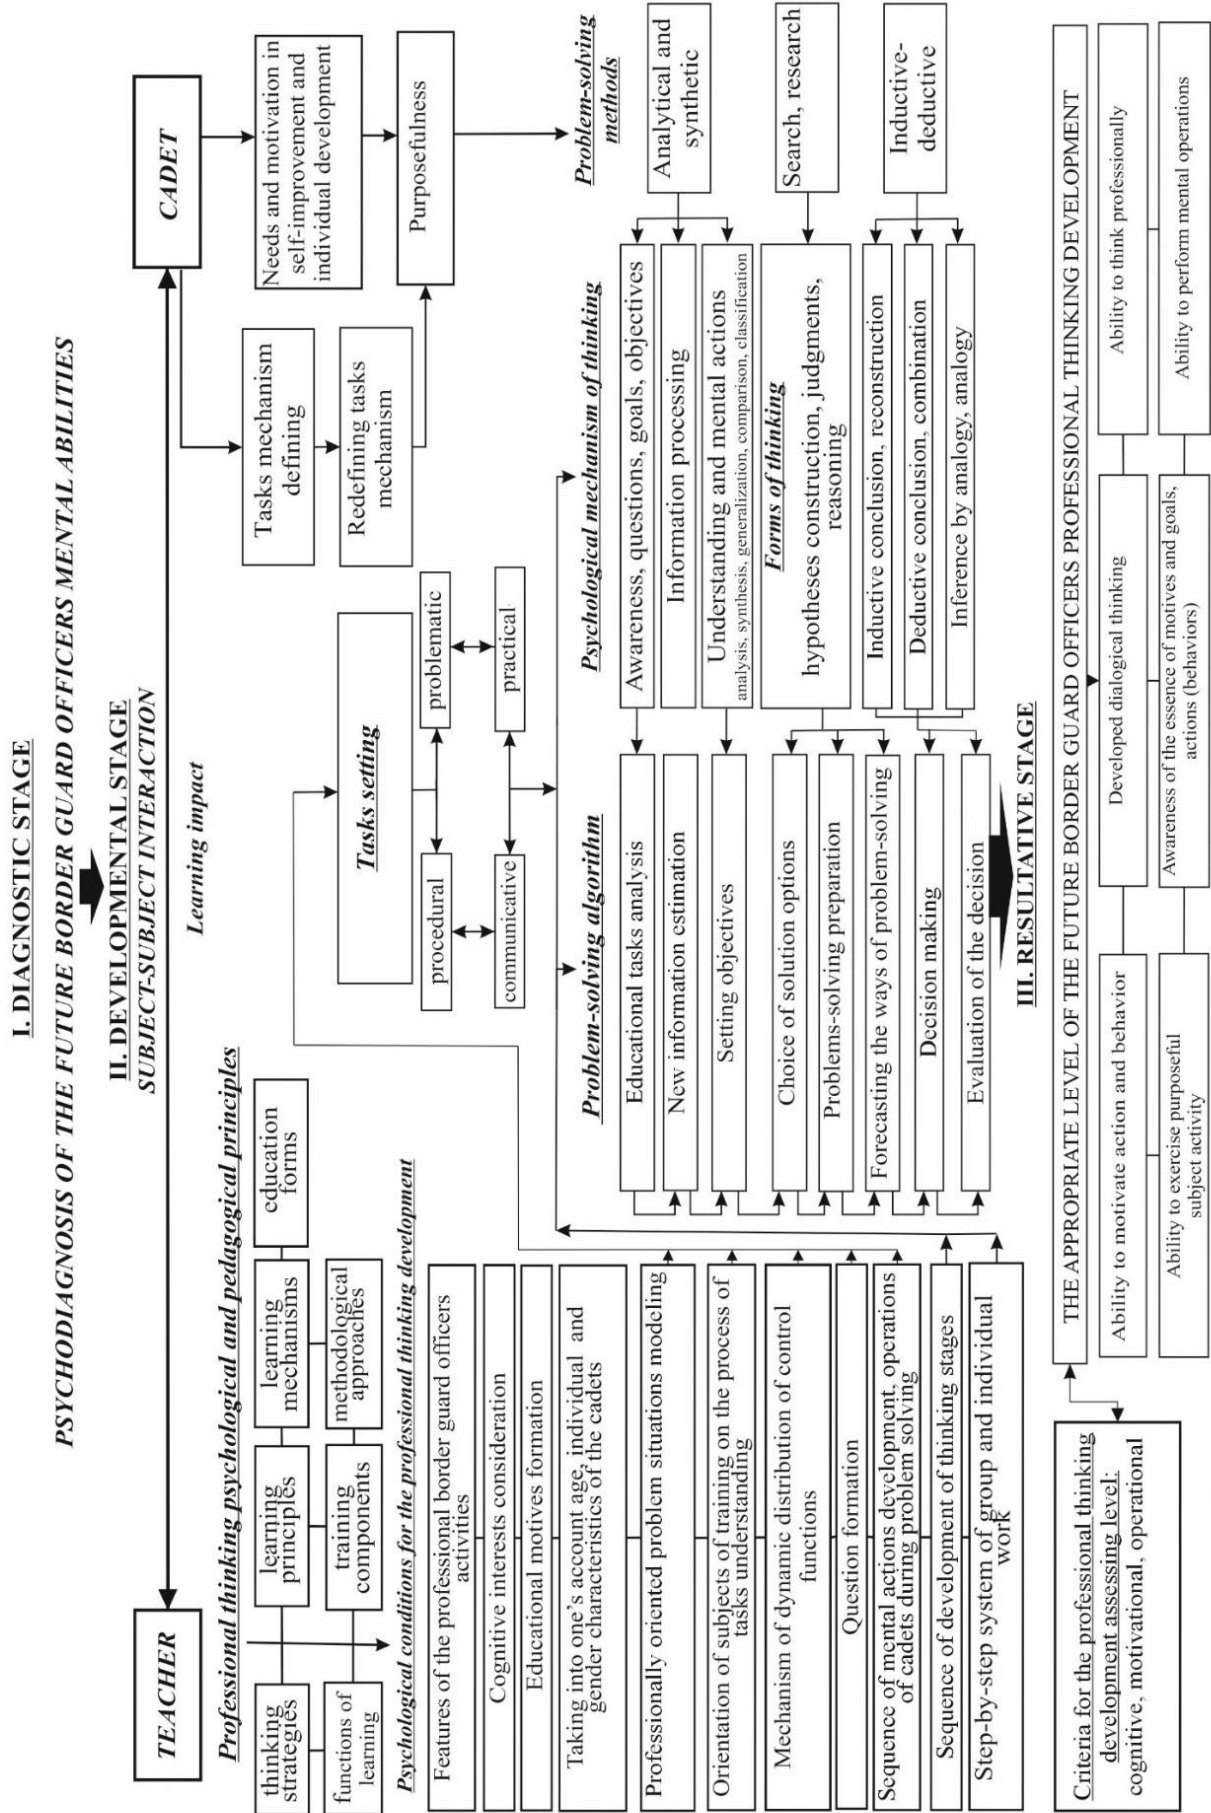 I. DIAGNOSTIC STAGE
PSYCHODIAGNOSIS OF THE FUTURE BORDER GUARD OFFICERS MENTAL ABILITIES
II. DEVELOPMENTAL STAGE
SUBJECT-SUBJECT INTERACTION
TEACHER
CADET
Learning impact
Professional thinking psychological and pedagogical principles
thinking
strategies
learning
principles
learning
mechanisms
education
forms
functions of
learning
training
components
methodological
approaches
Psychological conditions for the professional thinking development
Features of the professional border guard officers
activities
Cognitive interests consideration
Educational motives formation
Taking into one's account age, individual and
gender characteristics of the cadets
Professionally oriented problem situations modeling
Orientation of subjects of training on the process of
tasks understanding
Mechanism of dynamic distribution of control
functions
Question formation
Sequence of mental actions development, operations
of cadets during problem solving
Sequence of development of thinking stages
Step-by-step system of group and individual
work
Tasks setting
procedural
problematic
communicative
practical
Tasks mechanism
defining
Redefining tasks
mechanism
Needs and motivation in
self-improvement and
individual development
Purposefulness
Problem-solving algorithm
Educational tasks analysis
New information estimation
Setting objectives
Choice of solution options
Problems-solving preparation
Forecasting the ways of problem-solving
Decision making
Evaluation of the decision
Psychological mechanism of thinking
Awareness, questions, goals, objectives
Information processing
Understanding and mental actions
analysis, synthesis, generalization, comparison, classification
Forms of thinking
hypotheses construction, judgments,
reasoning
Inductive conclusion, reconstruction
Deductive conclusion, combination
Inference by analogy, analogy
Problem-solving
methods
Analytical and
synthetic
Search, research
Inductive-
deductive
III. RESULTATIVE STAGE
Criteria for the professional thinking
development assessing level:
cognitive, motivational, operational
THE APPROPRIATE LEVEL OF THE FUTURE BORDER GUARD OFFICERS PROFESSIONAL THINKING DEVELOPMENT
Ability to motivate action and behavior
Developed dialogical thinking
Ability to think professionally
Ability to exercise purposeful
subject activity
Awareness of the essence of motives and goals,
actions (behaviors)
Ability to perform mental operations